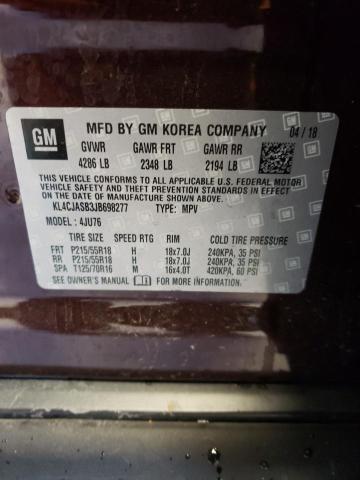 GM
MFD BY GM KOREA COMPANY 04/18
GVWR GAWR FRT GAWR RR
4286 LB 2348 LB 2194 LB
THIS VEHICLE CONFORMS TO ALL APPLICABLE U.S. FEDERAL MOTOR
VEHICLE SAFETY AND THEFT PREVENTION STANDARDS IN EFFECT ON THE
DATE OF MANUFACTURE SHOWN ABOVE.
KL4CJASB3JB698277 TYPE: MPV
MODEL: 4JU76
TIRE SIZE SPEED RTG RIM COLD TIRE PRESSURE
FRT P215/55R18 H 18x7.0J 240KPA, 35 PSI
RR P215/55R18 H 18x7.0J 240KPA, 35 PSI
SPA T125/70R16 M 16x4.0T 420KPA, 60 PSI
SEE OWNER'S MANUAL FOR MORE INFORMATION.